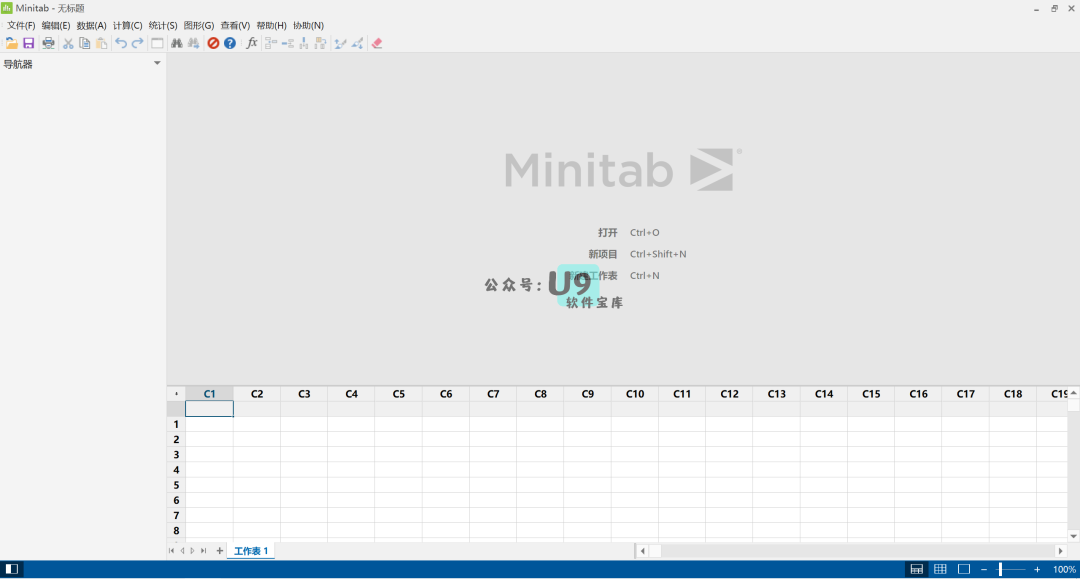 Minitab - 无标题
文件(F) 编辑(E) 数据(A) 计算(C) 统计(S) 图形(G) 查看(V) 帮助(H) 协助(N)
fx
导航器
Minitab
打开 Ctrl+O
新项目 Ctrl+Shift+N
工作表 Ctrl+N
公众号: U9
软件宝库
C1 C2 C3 C4 C5 C6 C7 C8 C9 C10 C11 C12 C13 C14 C15 C16 C17 C18 C19
1
2
3
4
5
6
7
8
工作表 1
100%